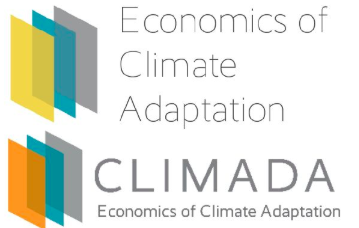 Economics of
Climate
Adaptation
CLIMADA
Economics of Climate Adaptation